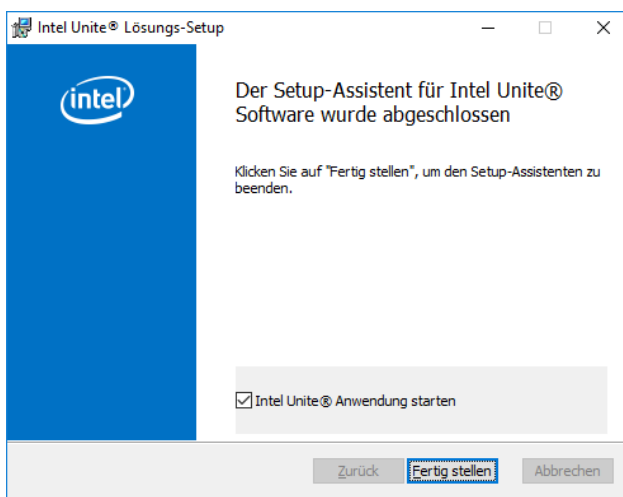 Intel Unite® Lösungs-Setup
intel
Der Setup-Assistent für Intel Unite®
Software wurde abgeschlossen
Klicken Sie auf "Fertig stellen", um den Setup-Assistenten zu
beenden.
Intel Unite® Anwendung starten
Zurück Fertig stellen Abbrechen